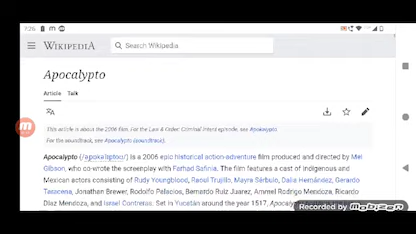 7:26
WIKIPEDIA Search Wikipedia
Apocalypto
Article Talk
This article is about the 2006 film. For the Law & Order: Criminal Intent episode, see Apokalypto.
For the soundtrack, see Apocalypto (soundtrack).
Apocalypto is a 2006 epic historical action-adventure film produced and directed by Mel
Gibson, who co-wrote the screenplay with Farhad Safinia. The film features a cast of Indigenous and
Mexican actors consisting of Rudy Youngblood, Raoul Trujillo, Mayra Sérbulo, Dalia Hernández, Gerardo
Taracena, Jonathan Brewer, Rodolfo Palacios, Bernardo Ruiz Juarez, Ammel Rodrigo Mendoza, Ricardo
Diaz Mendoza, and Israel Contreras. Set in Yucatán around the year 1517,
Recorded by MOBIZEN